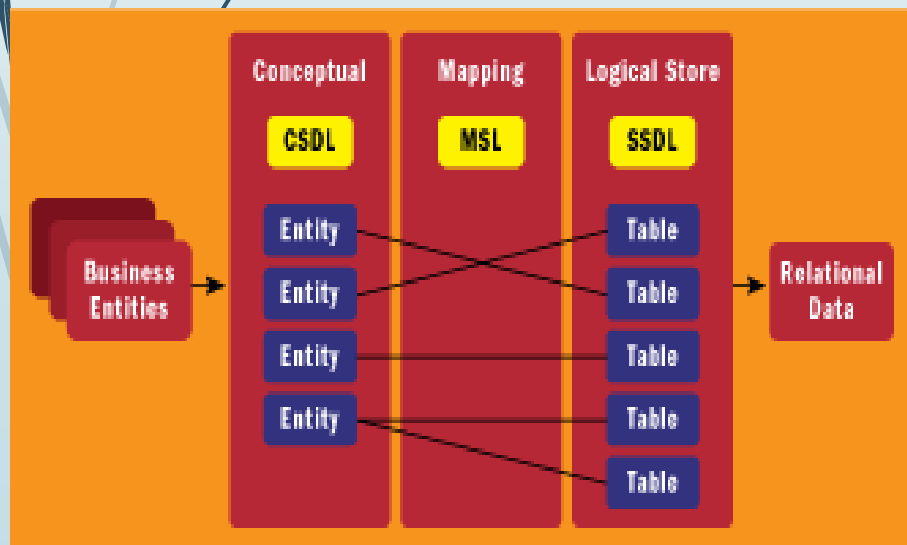 Conceptual
Mapping
Logical Store
CSDL
MSL
SSDL
Entity
Table
Entity
Table
Business
Entities
Relational
Data
Entity
Table
Entity
Table
Table